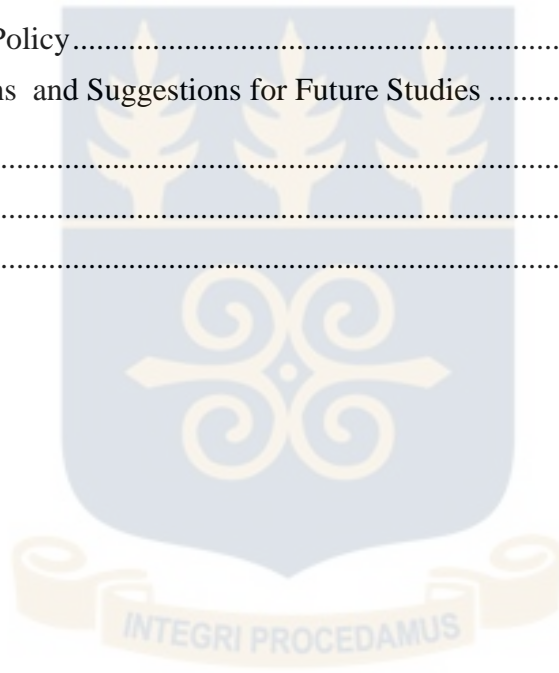 Policy..........................................................
ns and Suggestions for Future Studies .........
.....................................................................
.....................................................................
.....................................................................
INTEGRI PROCEDAMUS